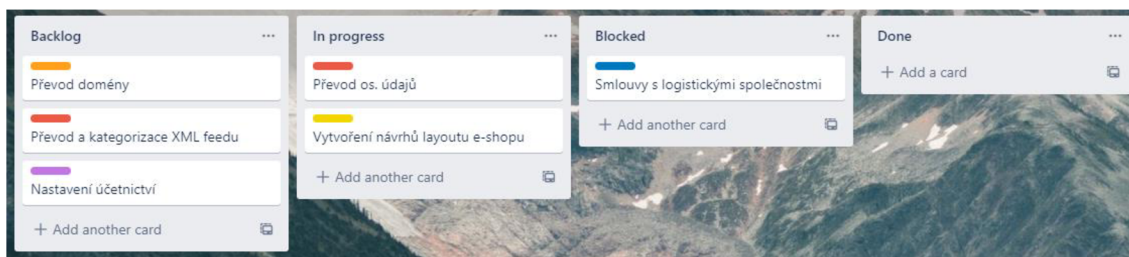 Backlog
Převod domény
Převod a kategorizace XML feedu
Nastavení účetnictví
+ Add another card
In progress
Převod os. údajů
Vytvoření návrhů layoutu e-shopu
+ Add another card
Blocked
Smlouvy s logistickými společnostmi
+ Add another card
Done
+ Add a card